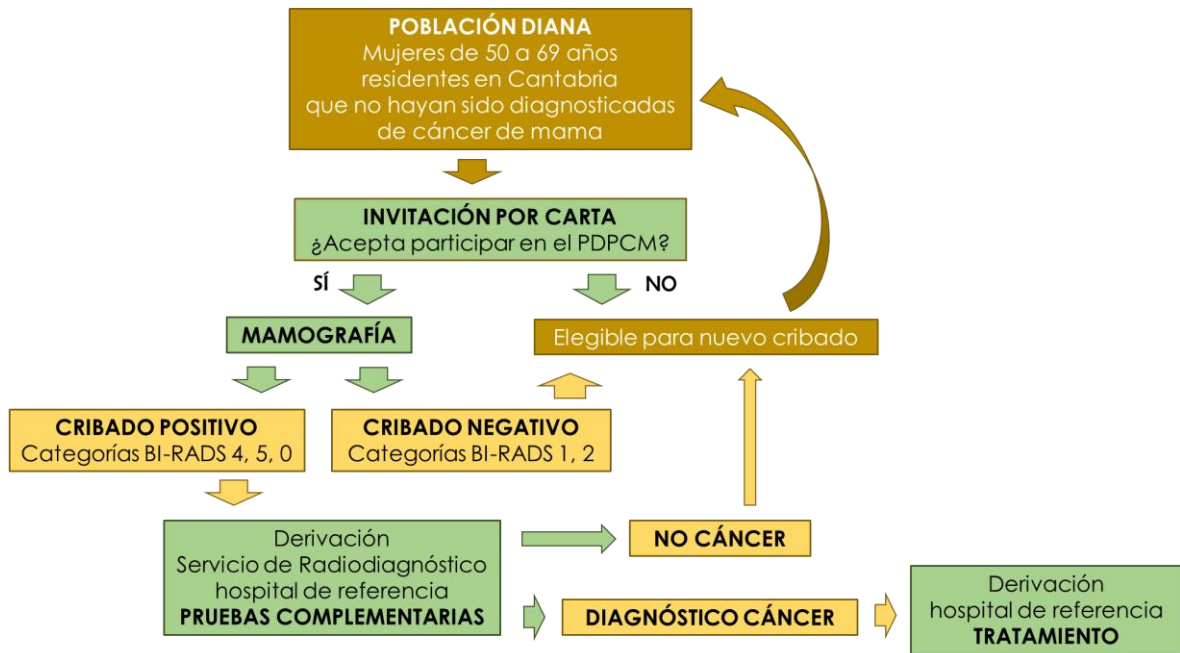 POBLACIÓN DIANA
Mujeres de 50 a 69 años
residentes en Cantabria
que no hayan sido diagnosticadas
de cáncer de mama
INVITACIÓN POR CARTA
¿Acepta participar en el PDPCM?
SÍ
NO
MAMOGRAFÍA
Elegible para nuevo cribado
CRIBADO POSITIVO
Categorías BI-RADS 4, 5, 0
CRIBADO NEGATIVO
Categorías BI-RADS 1, 2
Derivación
Servicio de Radiodiagnóstico
hospital de referencia
PRUEBAS COMPLEMENTARIAS
NO CÁNCER
DIAGNÓSTICO CÁNCER
Derivación
hospital de referencia
TRATAMIENTO